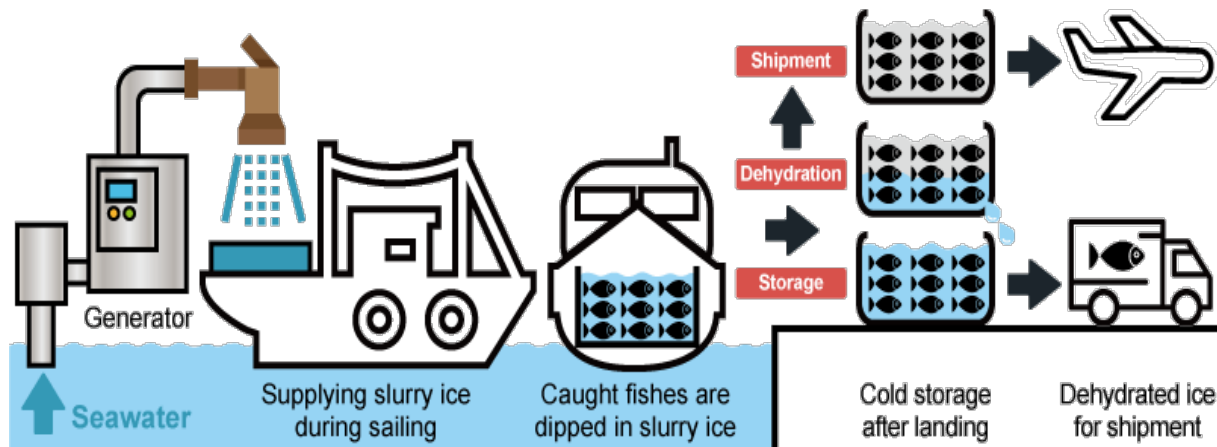 Shipment
Dehydration
Storage
Generator
Seawater
Supplying slurry ice
during sailing
Caught fishes are
dipped in slurry ice
Cold storage
after landing
Dehydrated ice
for shipment